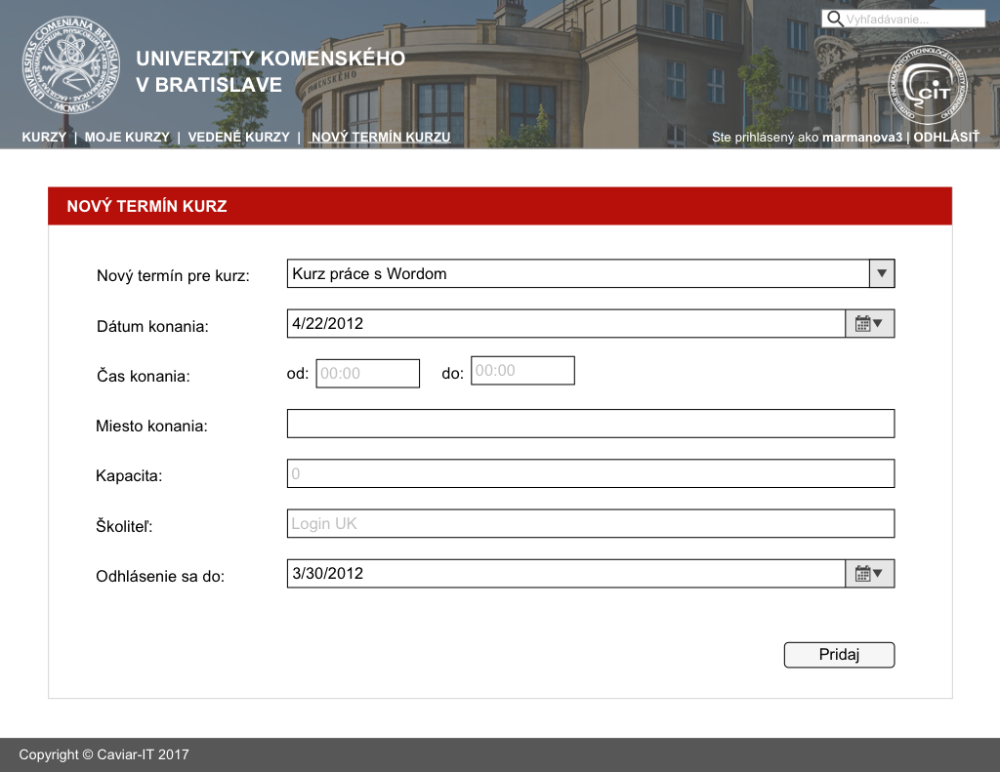 Vyhľadávanie...
UNIVERZITY KOMENSKÉHO
V BRATISLAVE
CIT
KURZY | MOJE KURZY | VEDENÉ KURZY | NOVÝ TERMÍN KURZU
Ste prihlásený ako marmanova3 | ODHLÁSIŤ
NOVÝ TERMÍN KURZ
Nový termín pre kurz: Kurz práce s Wordom
Dátum konania: 4/22/2012
Čas konania: od: 00:00 do: 00:00
Miesto konania:
Kapacita: 0
Školiteľ: Login UK
Odhlásenie sa do: 3/30/2012
Pridaj
Copyright © Caviar-IT 2017